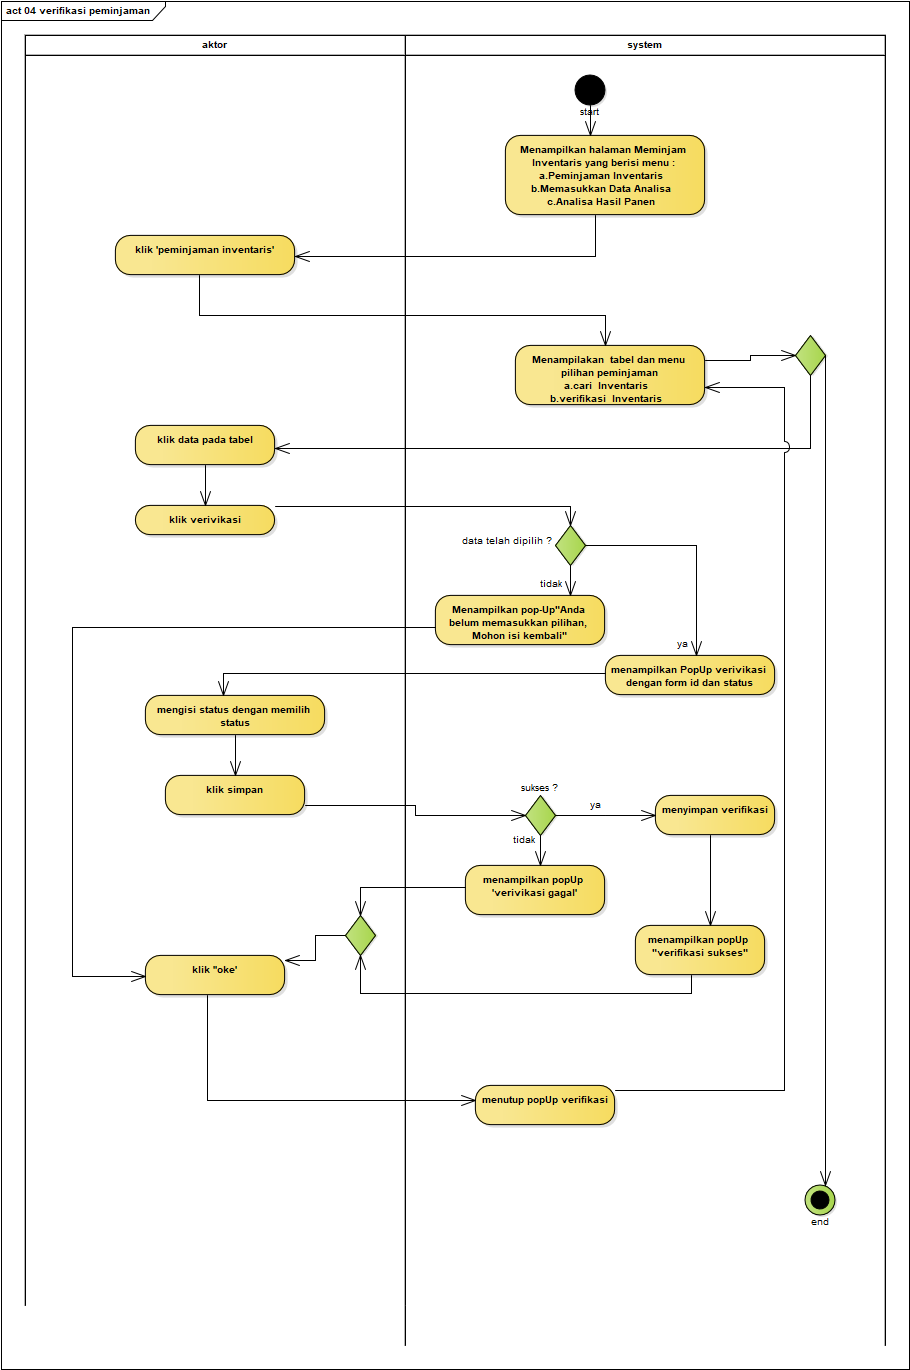 act 04 verifikasi peminjaman
aktor
system
start
Menampilkan halaman Meminjam
Inventaris yang berisi menu :
a.Peminjaman Inventaris
b.Memasukkan Data Analisa
c.Analisa Hasil Panen
klik 'peminjaman inventaris'
Menampilakan  tabel dan menu
pilihan peminjaman
a.cari  Inventaris
b.verifikasi  Inventaris
klik data pada tabel
klik verivikasi
data telah dipilih ?
tidak
Menampilkan pop-Up"Anda
belum memasukkan pilihan,
Mohon isi kembali"
ya
menampilkan PopUp verivikasi
dengan form id dan status
mengisi status dengan memilih
status
klik simpan
sukses ?
ya
menyimpan verifikasi
tidak
menampilkan popUp
'verivikasi gagal'
menampilkan popUp
"verifikasi sukses"
klik "oke'
menutup popUp verifikasi
end